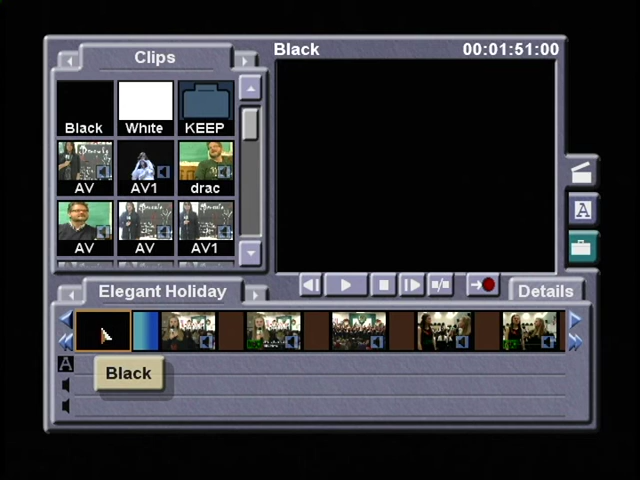 Clips
Black 00:01:51:00
Black White KEEP
AV AV1 drac
AV AV AV1
Elegant Holiday
Details
A
A
Black